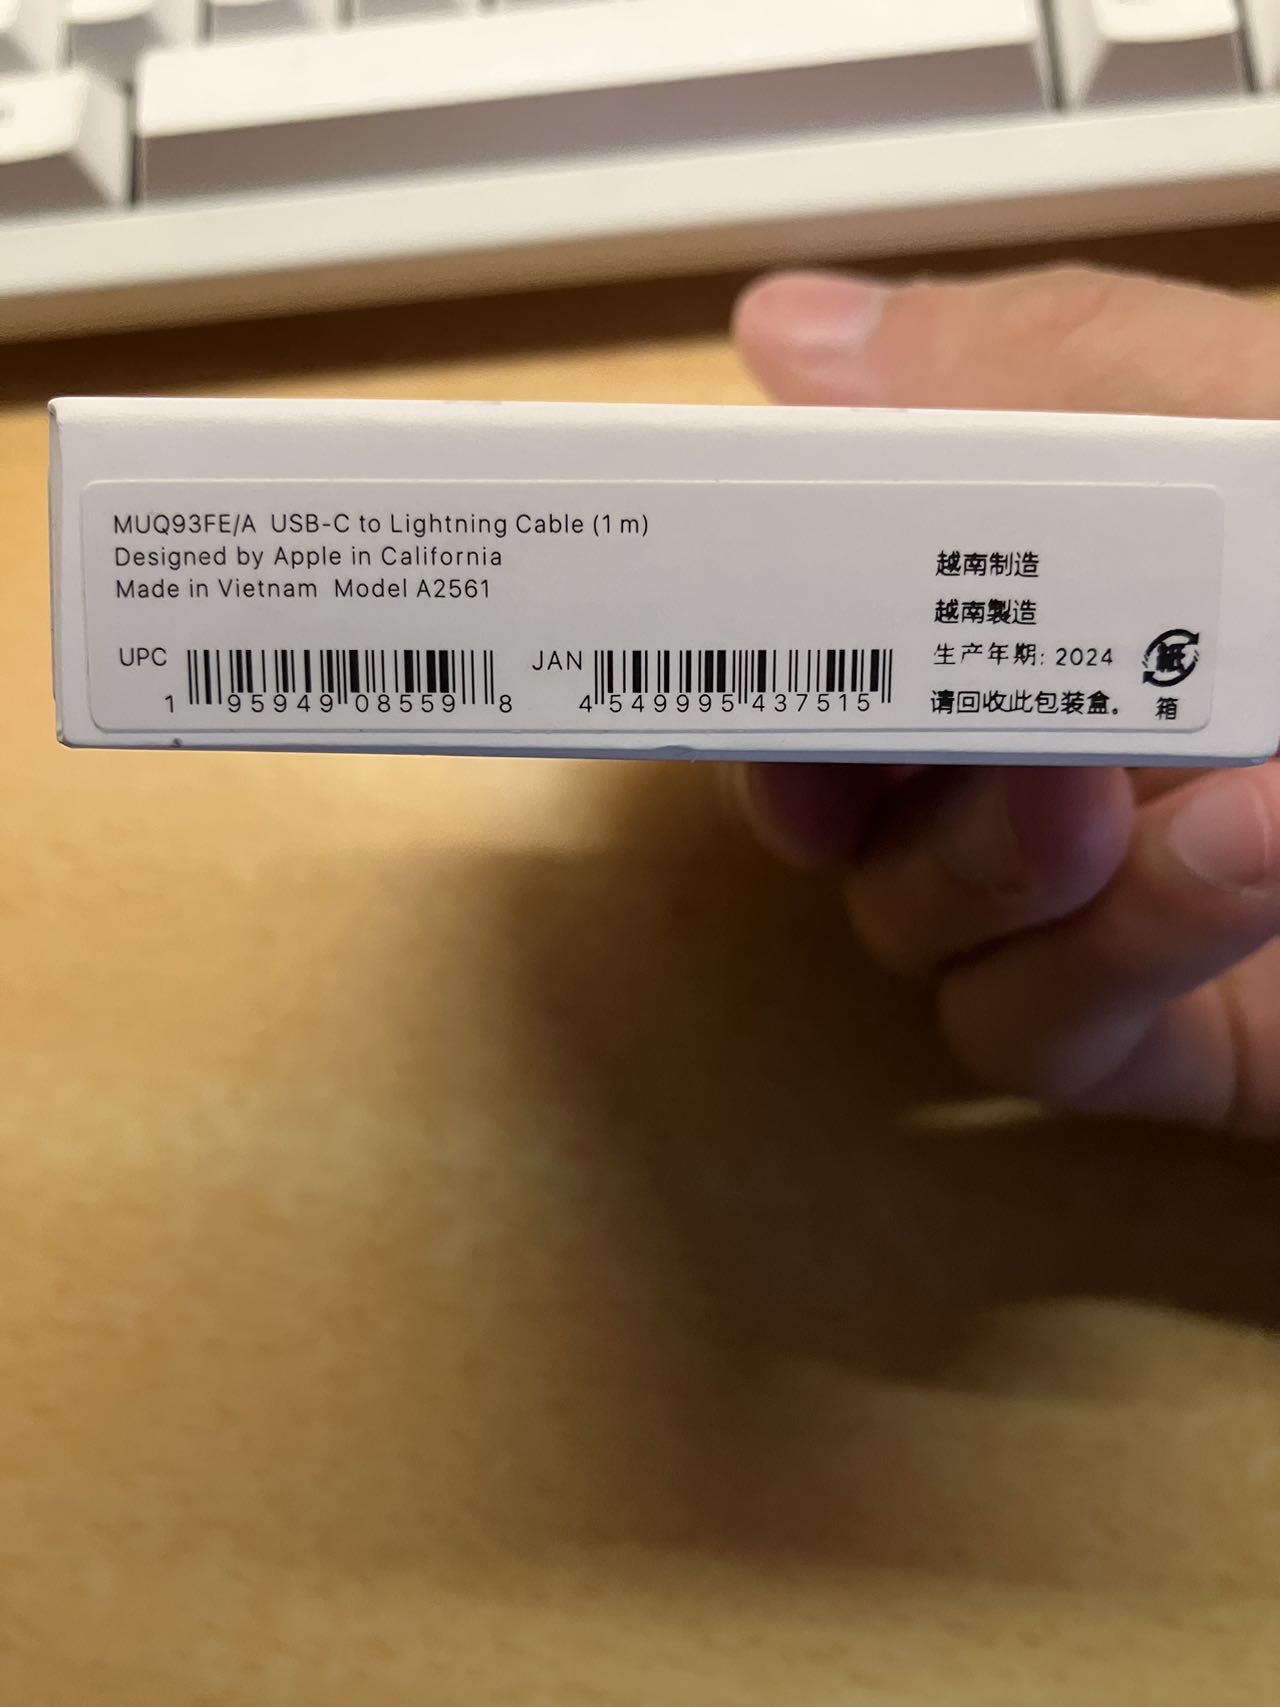 MUQ93FE/A USB-C to Lightning Cable (1 m)
Designed by Apple in California
Made in Vietnam Model A2561
UPC
1 95949 08559 8
JAN
4 549995 437515
越南制造
越南製造
生产年期: 2024
请回收此包装盒。
紙
箱